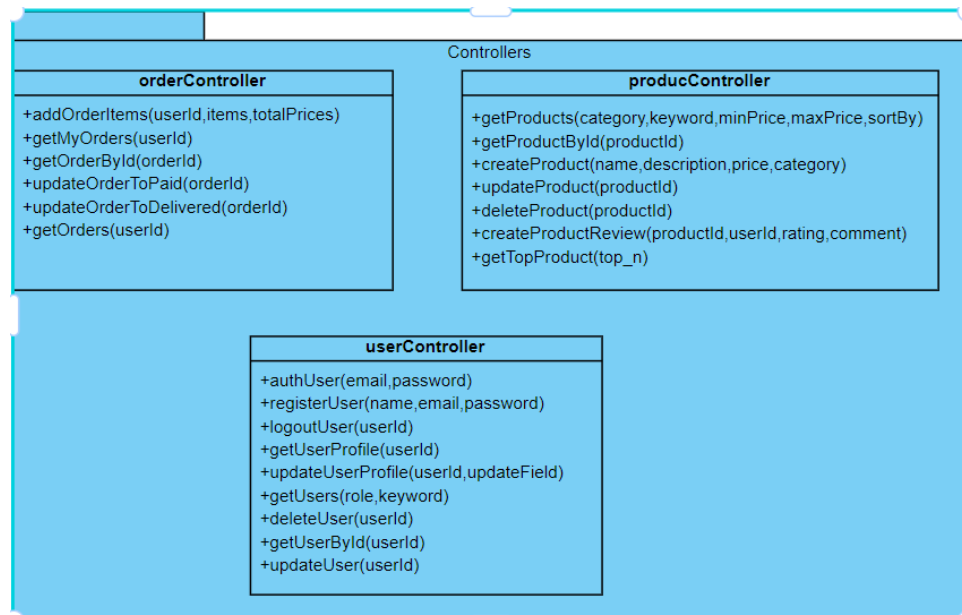 Controllers
orderController
+addOrderItems(userId,items,totalPrices)
+getMyOrders(userId)
+getOrderById(orderId)
+updateOrderToPaid(orderId)
+updateOrderToDelivered(orderId)
+getOrders(userId)
producController
+getProducts(category,keyword,minPrice,maxPrice,sortBy)
+getProductById(productId)
+createProduct(name,description,price,category)
+updateProduct(productId)
+deleteProduct(productId)
+createProductReview(productId,userId,rating,comment)
+getTopProduct(top_n)
userController
+authUser(email,password)
+registerUser(name,email,password)
+logoutUser(userId)
+getUserProfile(userId)
+updateUserProfile(userId,updateField)
+getUsers(role,keyword)
+deleteUser(userId)
+getUserById(userId)
+updateUser(userId)